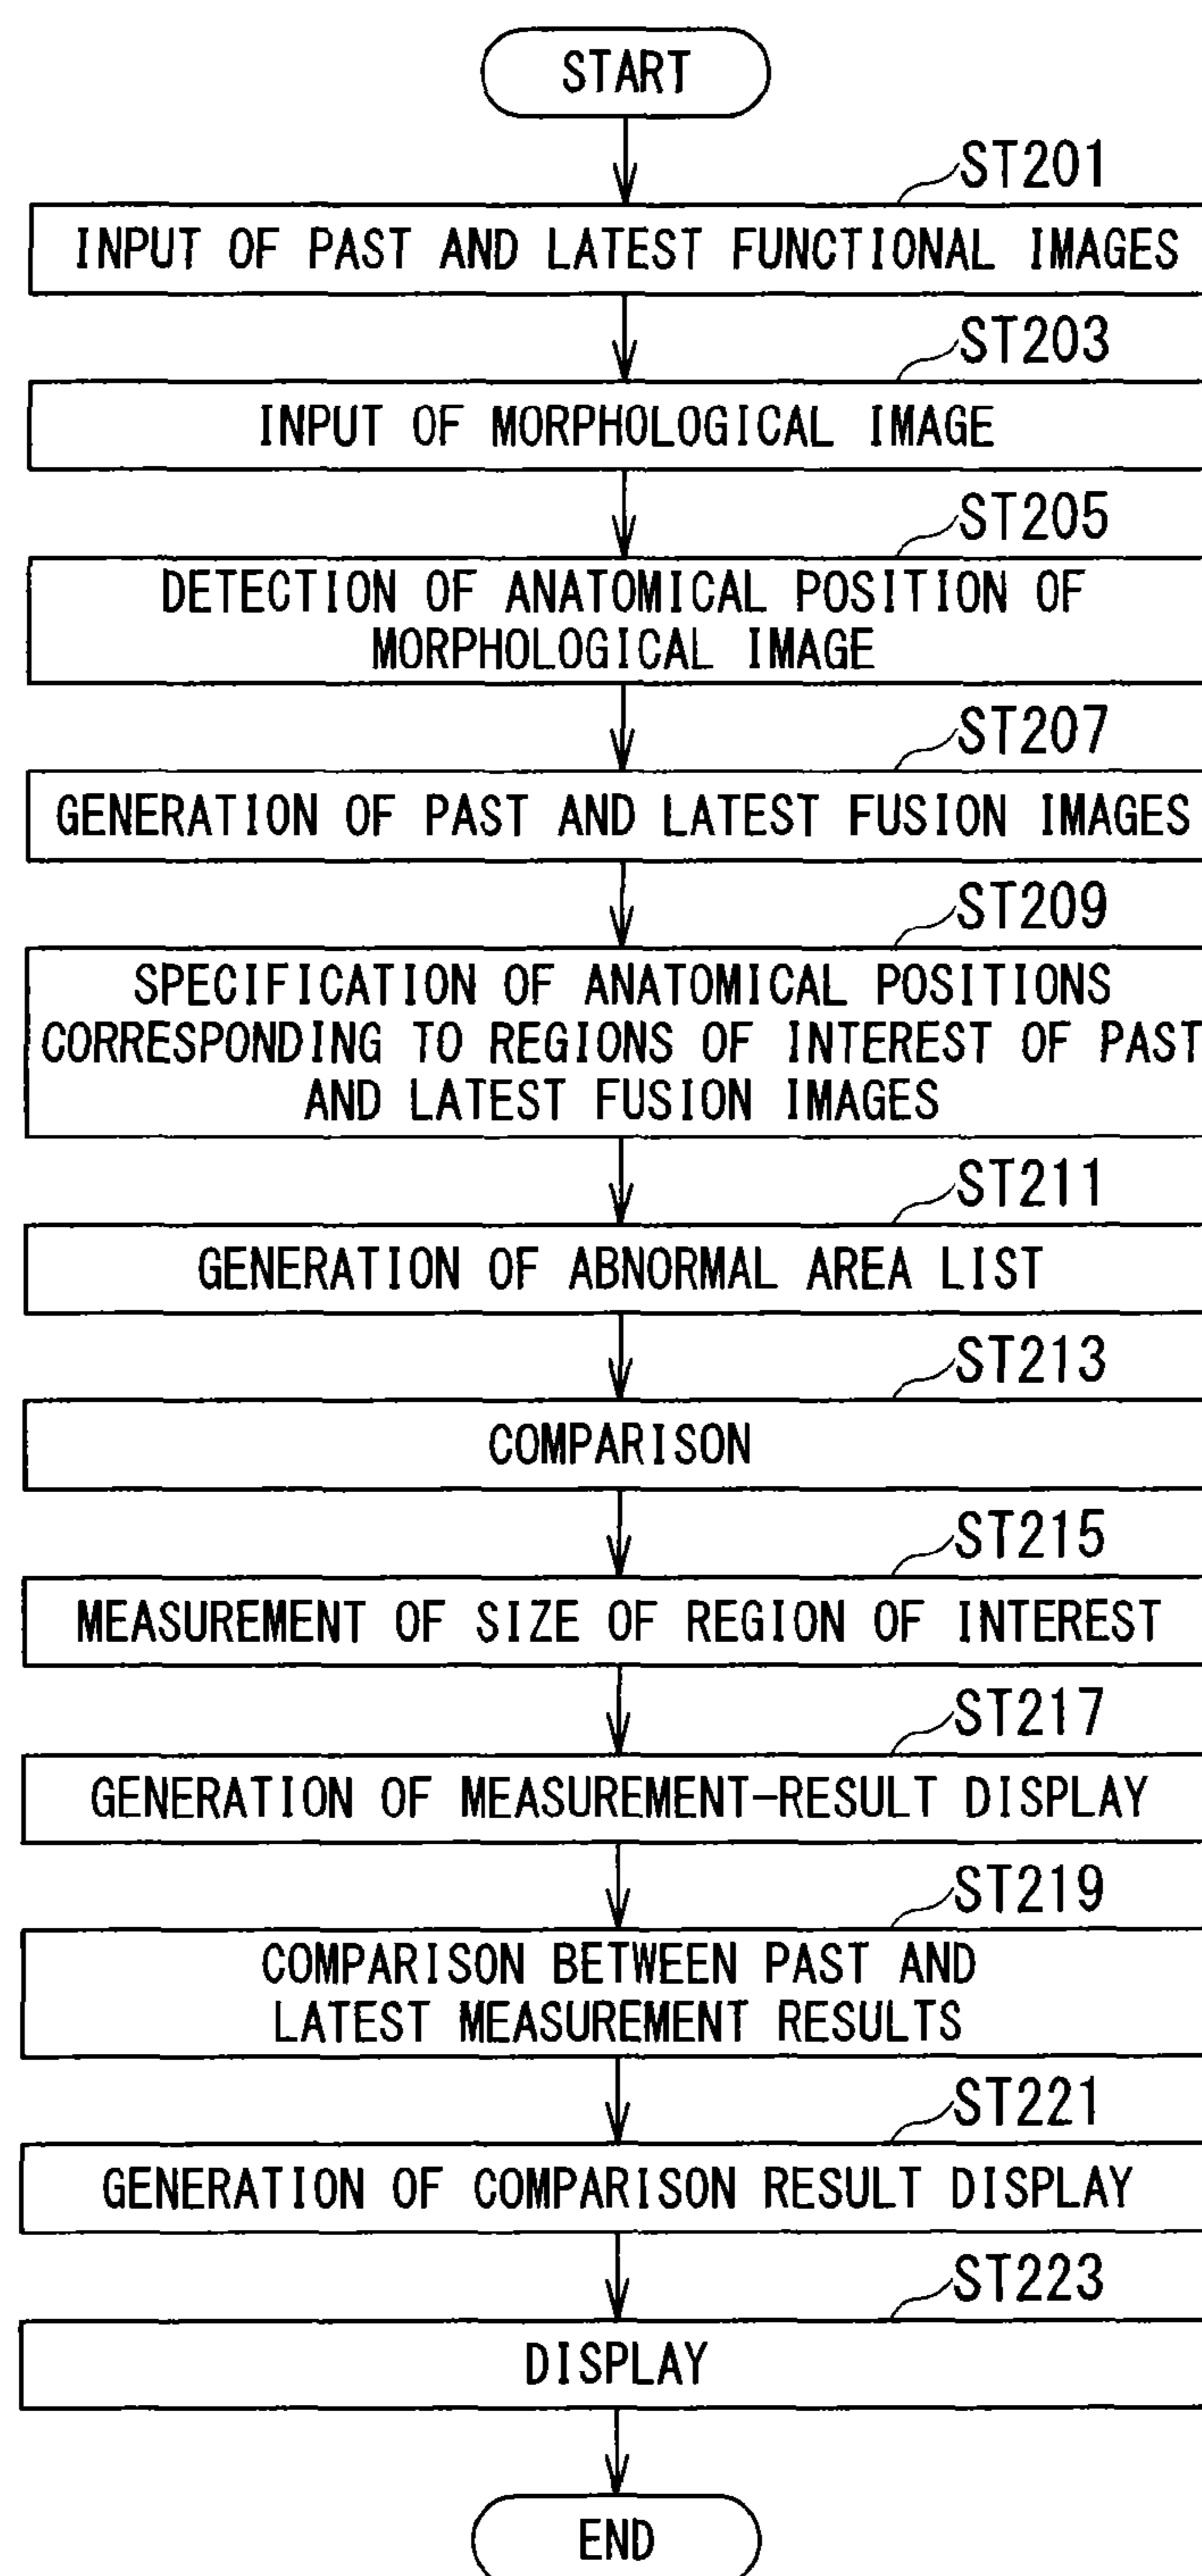 START
ST201
INPUT OF PAST AND LATEST FUNCTIONAL IMAGES
ST203
INPUT OF MORPHOLOGICAL IMAGE
ST205
DETECTION OF ANATOMICAL POSITION OF
MORPHOLOGICAL IMAGE
ST207
GENERATION OF PAST AND LATEST FUSION IMAGES
ST209
SPECIFICATION OF ANATOMICAL POSITIONS
CORRESPONDING TO REGIONS OF INTEREST OF PAST
AND LATEST FUSION IMAGES
ST211
GENERATION OF ABNORMAL AREA LIST
ST213
COMPARISON
ST215
MEASUREMENT OF SIZE OF REGION OF INTEREST
ST217
GENERATION OF MEASUREMENT-RESULT DISPLAY
ST219
COMPARISON BETWEEN PAST AND
LATEST MEASUREMENT RESULTS
ST221
GENERATION OF COMPARISON RESULT DISPLAY
ST223
DISPLAY
END